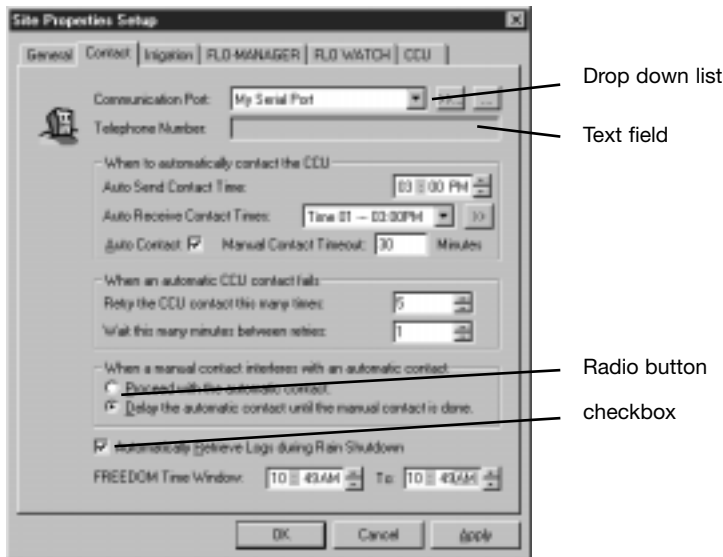 Site Properties Setup
General Contact Irrigation FLO-MANAGER FLO WATCH CCU
Communication Port: My Serial Port ...
Drop down list
Telephone Number:
Text field
When to automatically contact the CCU
Auto Send Contact Time: 03 : 00 PM
Auto Receive Contact Times: Time 01 -- 03:00PM >>
Auto Contact Manual Contact Timeout: 30 Minutes
When an automatic CCU contact fails
Retry the CCU contact this many times: 5
Wait this many minutes between retries: 1
When a manual contact interferes with an automatic contact
Radio button
Proceed with the automatic contact.
Delay the automatic contact until the manual contact is done.
checkbox
Automatically Retrieve Logs during Rain Shutdown
FREEDOM Time Window: 10 : 49 AM To: 10 : 49 AM
OK Cancel Apply